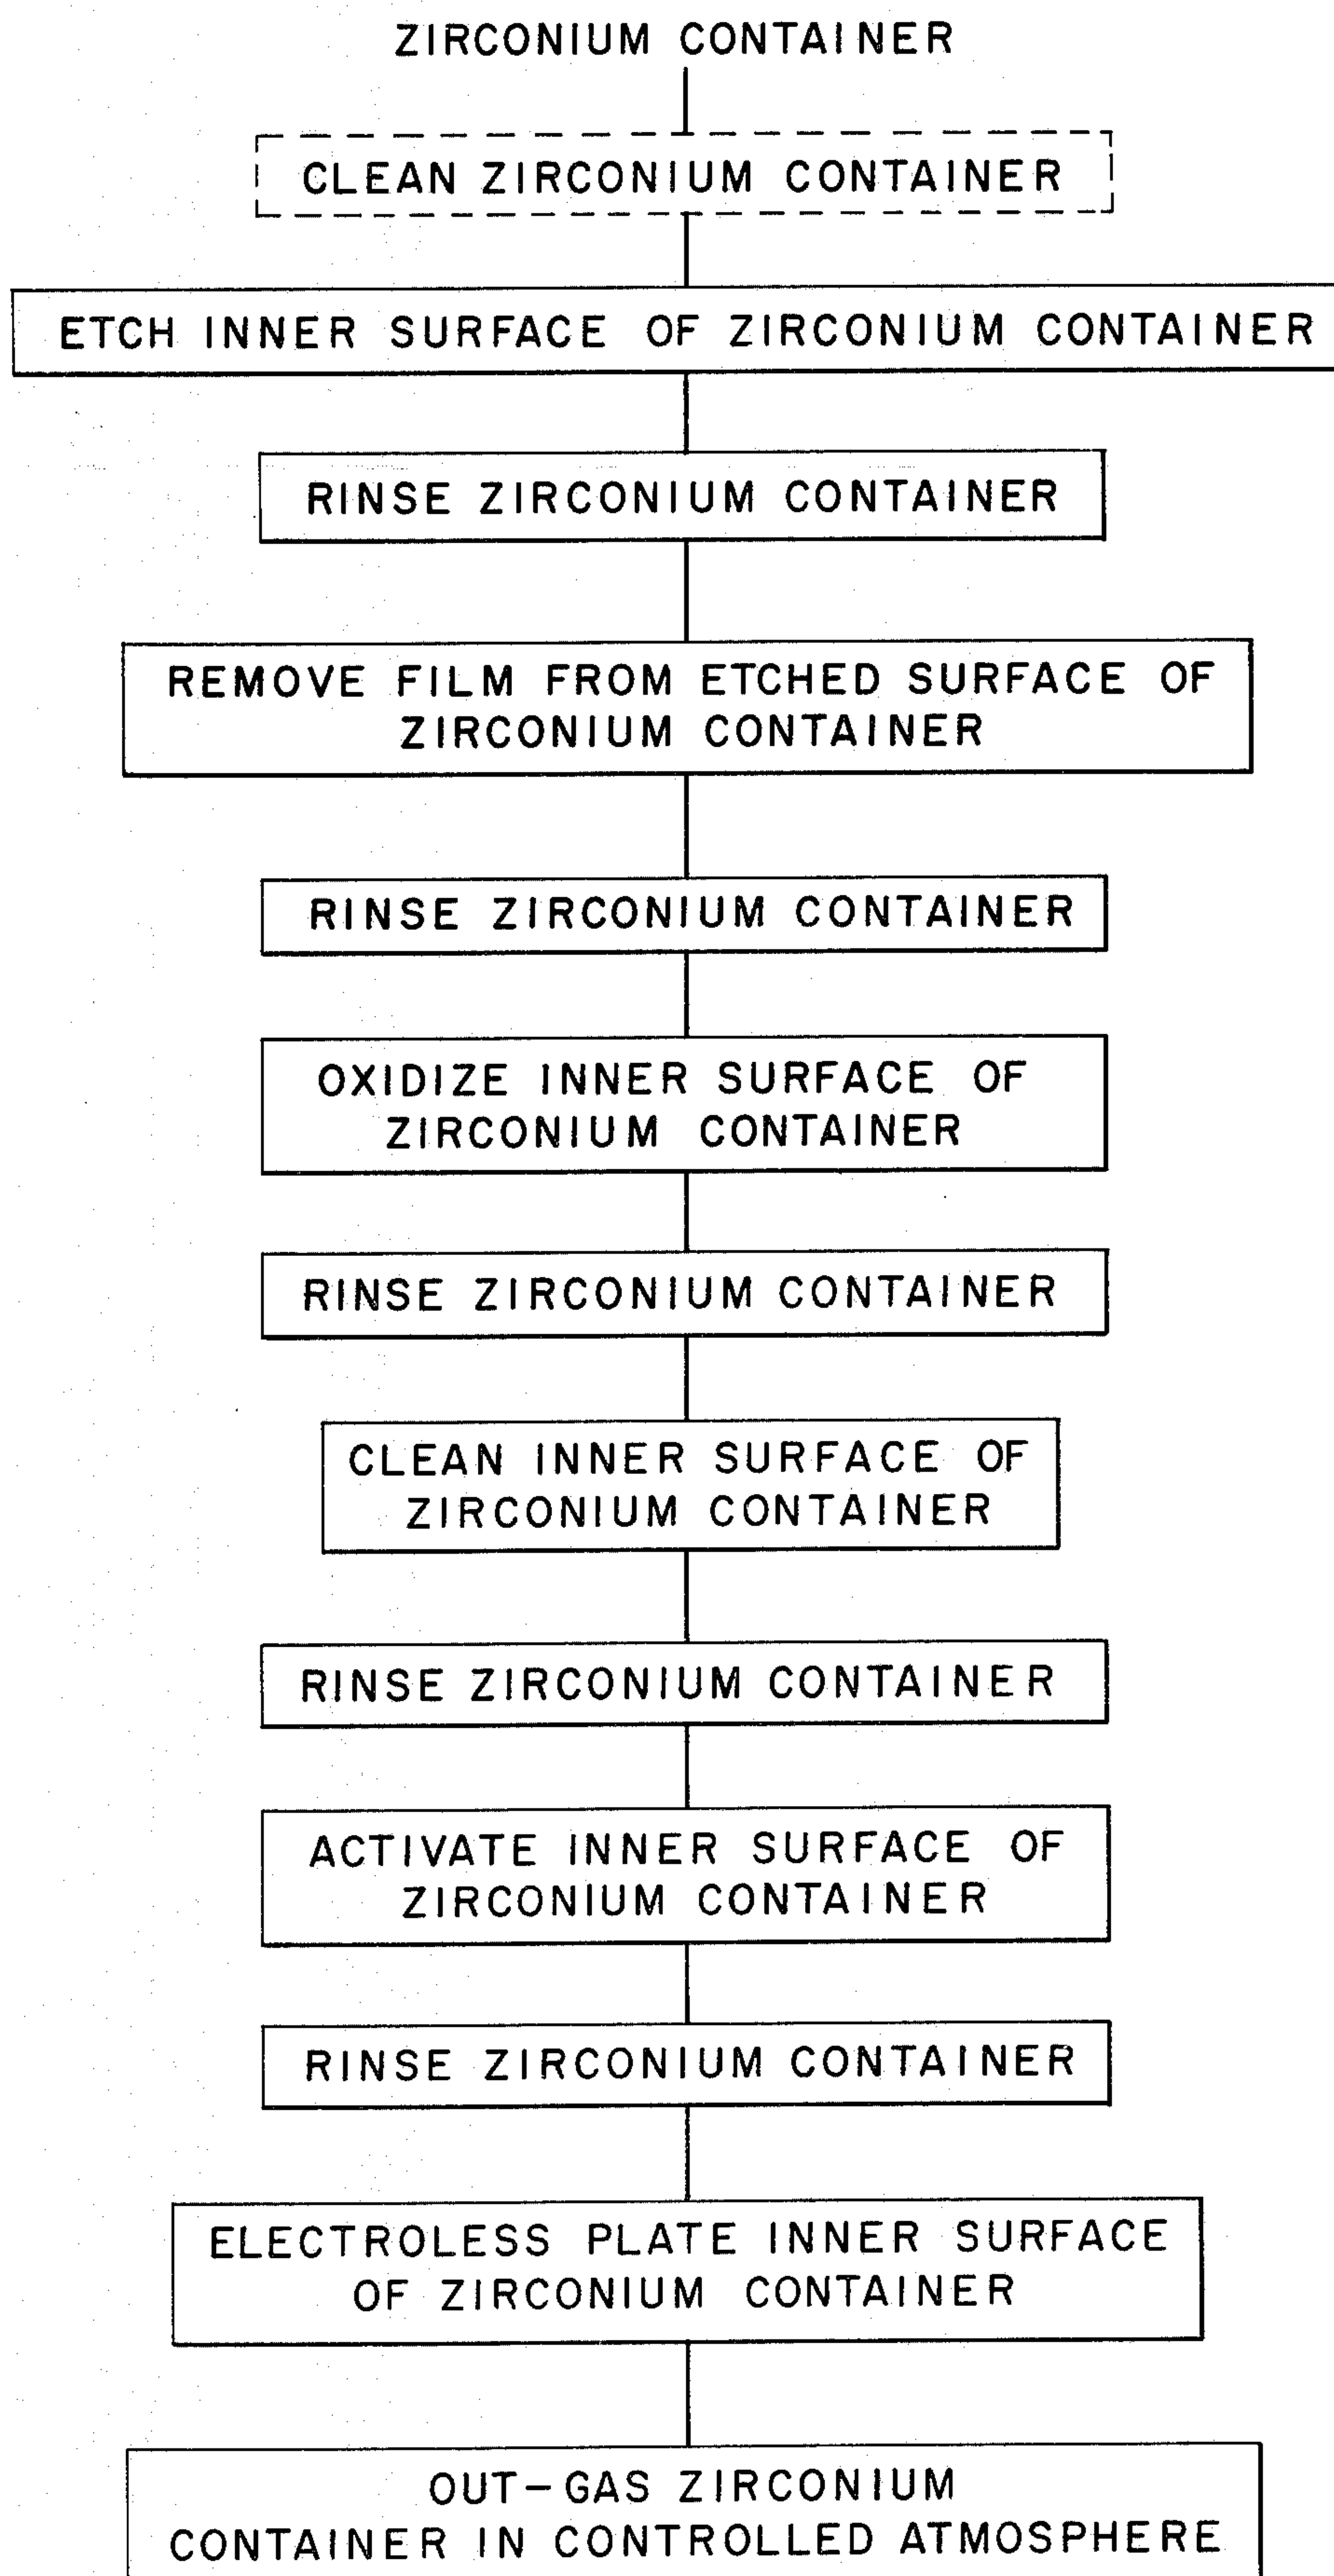 ZIRCONIUM CONTAINER
CLEAN ZIRCONIUM CONTAINER
ETCH INNER SURFACE OF ZIRCONIUM CONTAINER
RINSE ZIRCONIUM CONTAINER
REMOVE FILM FROM ETCHED SURFACE OF
ZIRCONIUM CONTAINER
RINSE ZIRCONIUM CONTAINER
OXIDIZE INNER SURFACE OF
ZIRCONIUM CONTAINER
RINSE ZIRCONIUM CONTAINER
CLEAN INNER SURFACE OF
ZIRCONIUM CONTAINER
RINSE ZIRCONIUM CONTAINER
ACTIVATE INNER SURFACE OF
ZIRCONIUM CONTAINER
RINSE ZIRCONIUM CONTAINER
ELECTROLESS PLATE INNER SURFACE
OF ZIRCONIUM CONTAINER
OUT-GAS ZIRCONIUM
CONTAINER IN CONTROLLED ATMOSPHERE